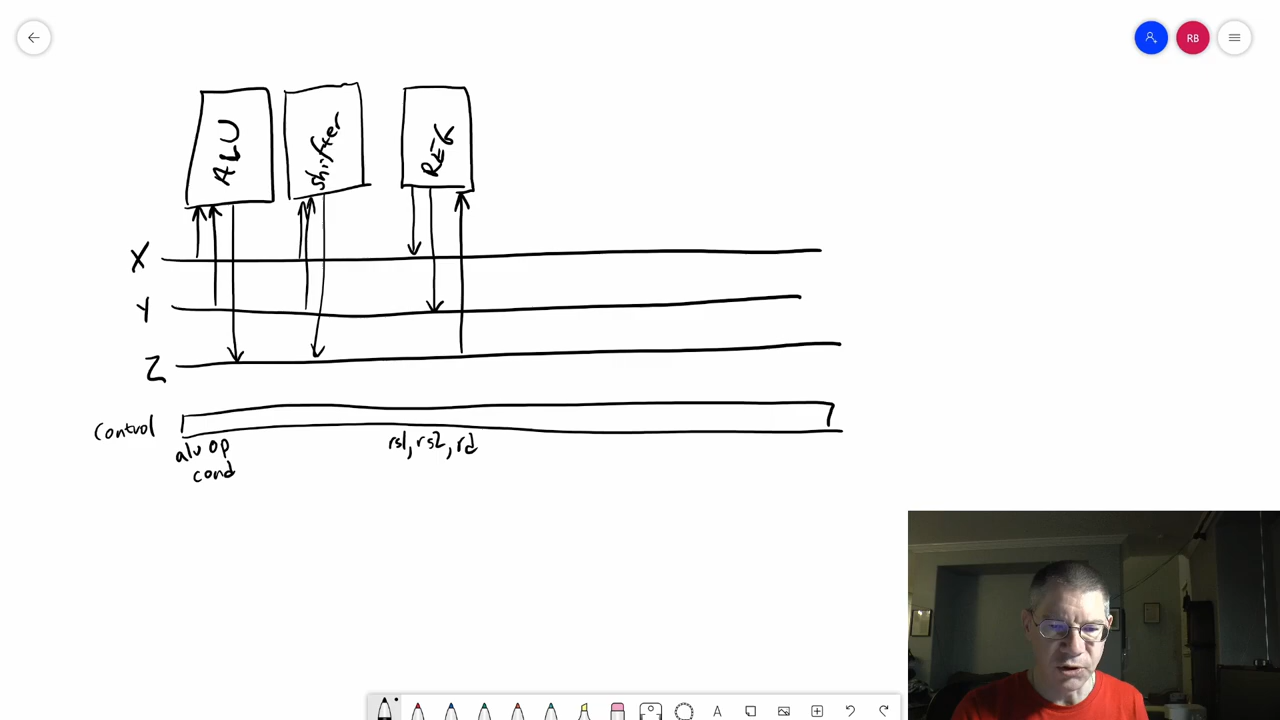 RB
ALU
Shifter
REG
X
Y
Z
Control
alu op
cond
rs1, rs2, rd
A